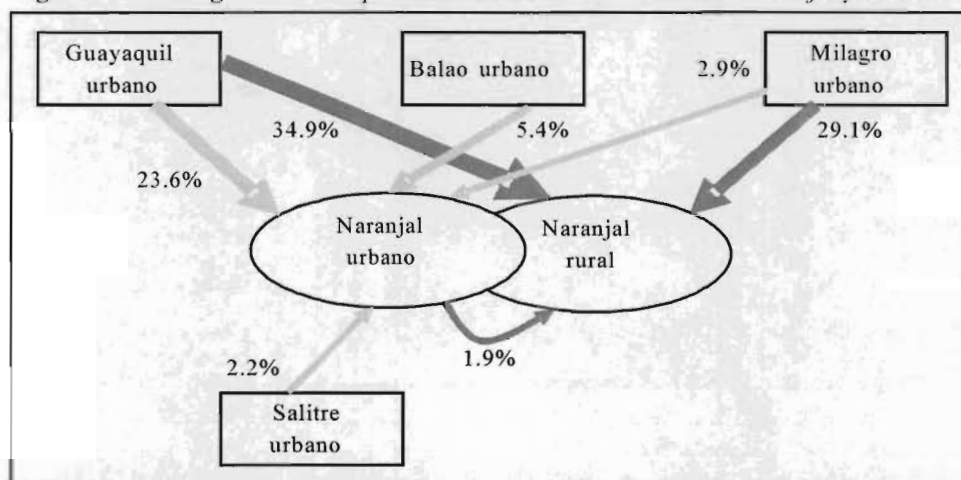 Guayaquil
urbano
Balao urbano
Milagro
urbano
2.9%
34.9%
5.4%
29.1%
23.6%
Naranjal
urbano
Naranjal
rural
1.9%
2.2%
Salitre
urbano